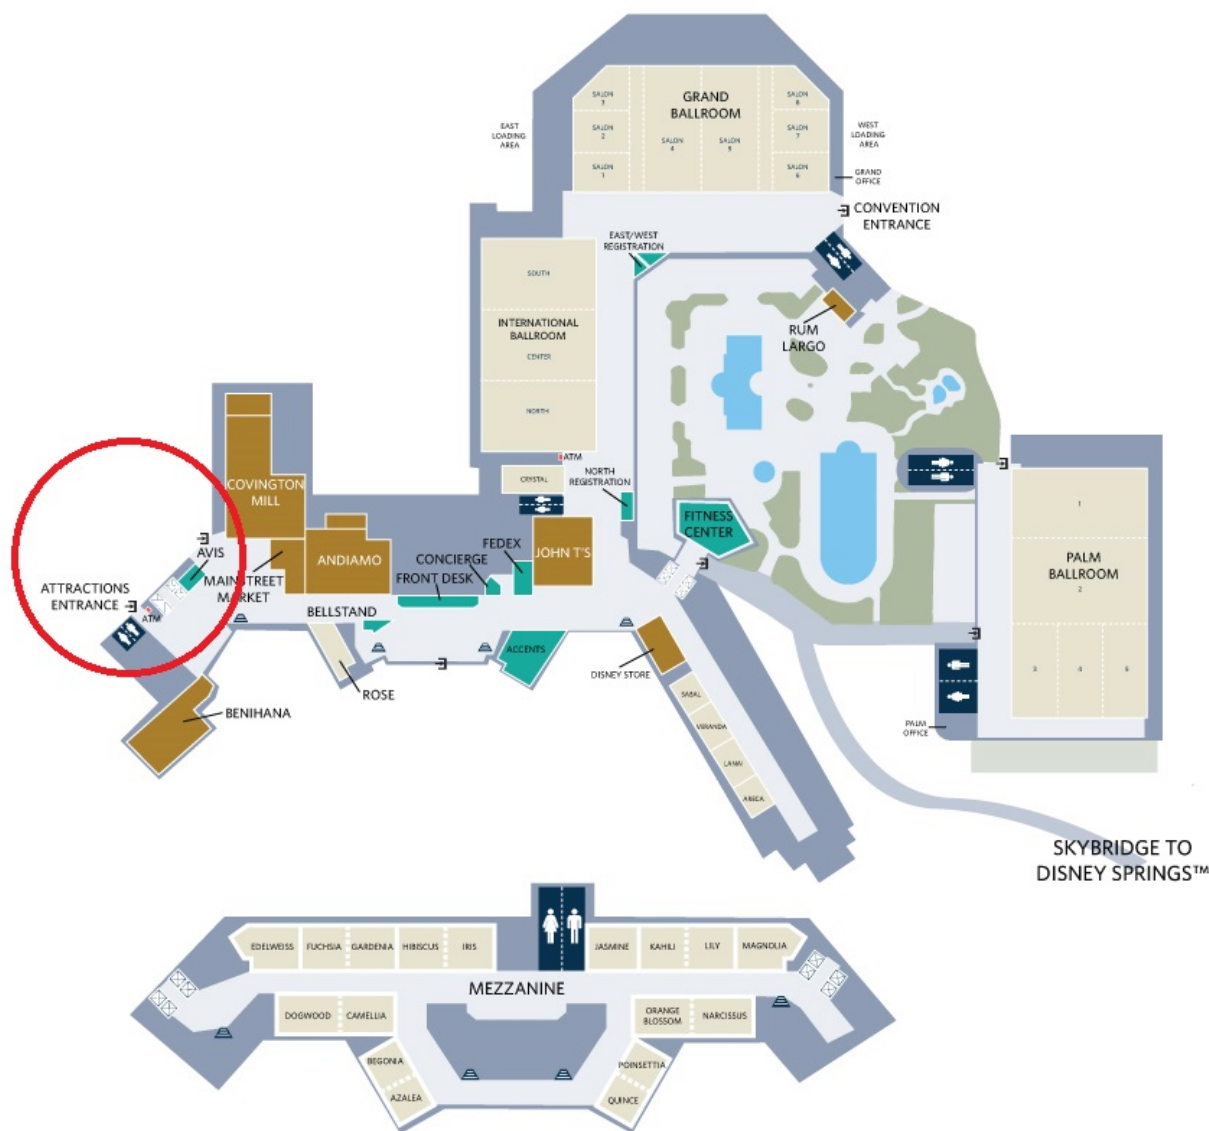 SALON
3
SALON
2
SALON
1
GRAND
BALLROOM
SALON
4
SALON
5
SALON
8
SALON
7
SALON
6
EAST
LOADING
AREA
WEST
LOADING
AREA
GRAND
OFFICE
CONVENTION
ENTRANCE
EAST/WEST
REGISTRATION
SOUTH
INTERNATIONAL
BALLROOM
CENTER
NORTH
RUM
LARGO
ATM
CRYSTAL
NORTH
REGISTRATION
COVINGTON
MILL
FITNESS
CENTER
1
PALM
BALLROOM
2
3
4
5
AVIS
MAINSTREET
MARKET
ANDIAMO
CONCIERGE
FRONT DESK
FEDEX
JOHN T'S
ATTRACTIONS
ENTRANCE
ATM
BELLSTAND
ACCENTS
DISNEY STORE
ROSE
BENIHANA
SABAL
VERANDA
LANAI
ARECA
PALM
OFFICE
SKYBRIDGE TO
DISNEY SPRINGS™
EDELWEISS
FUCHSIA
GARDENIA
HIBISCUS
IRIS
JASMINE
KAHILI
LILY
MAGNOLIA
MEZZANINE
DOGWOOD
CAMELLIA
ORANGE
BLOSSOM
NARCISSUS
BEGONIA
AZALEA
POINSETTIA
QUINCE